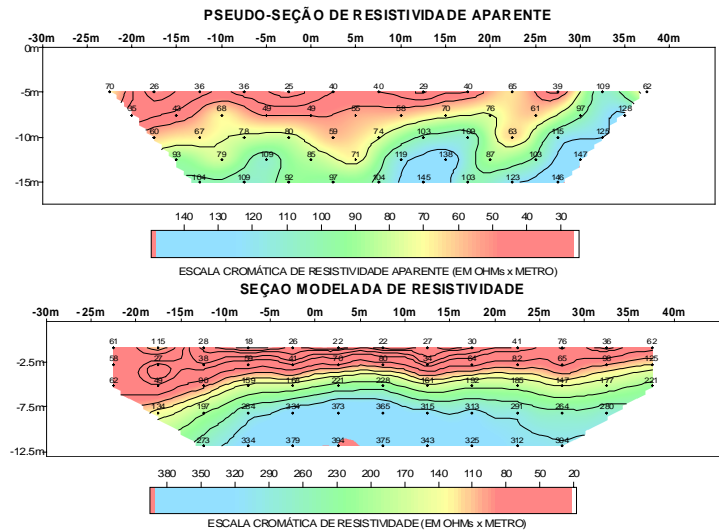 PSEUDO-SEÇÃO DE RESISTIVIDADE APARENTE
-30m -25m -20m -15m -10m -5m 0m 5m 10m 15m 20m 25m 30m 35m 40m
0m
-5m 70 26 36 36 25 40 40 29 40 65 39 109 62
95 43 68 49 49 55 58 70 76 61 97 128
-10m 60 67 78 80 59 74 103 100 63 115 125
93 79 109 85 71 119 138 87 103 147
-15m 104 109 92 97 104 145 103 123 146
140 130 120 110 100 90 80 70 60 50 40 30
ESCALA CROMÁTICA DE RESISTIVIDADE APARENTE (EM OHMs x METRO)
SEÇAO MODELADA DE RESISTIVIDADE
-30m -25m -20m -15m -10m -5m 0m 5m 10m 15m 20m 25m 30m 35m 40m
61 115 28 18 26 22 22 27 30 41 76 36 62
-2.5m 58 27 38 58 41 70 80 34 64 82 65 98 125
62 49 90 159 168 221 228 181 192 185 147 177 221
-7.5m 134 197 284 334 373 365 315 313 291 264 280
-12.5m 273 334 379 394 375 343 325 312 304
380 350 320 290 260 230 200 170 140 110 80 50 20
ESCALA CROMÁTICA DE RESISTIVIDADE (EM OHMs x METRO)